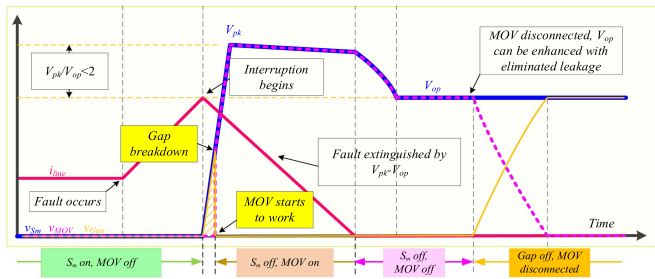 V_pk
MOV disconnected, V_op
can be enhanced with
eliminated leakage
V_pk/V_op<2
Interruption
begins
V_op
Gap
breakdown
i_line
Fault extinguished by
V_pk-V_op
Fault occurs
MOV starts
to work
v_Sm v_MOV v_Gap
Time
S_m on, MOV off
S_m off, MOV on
S_m off,
MOV off
Gap off, MOV
disconnected